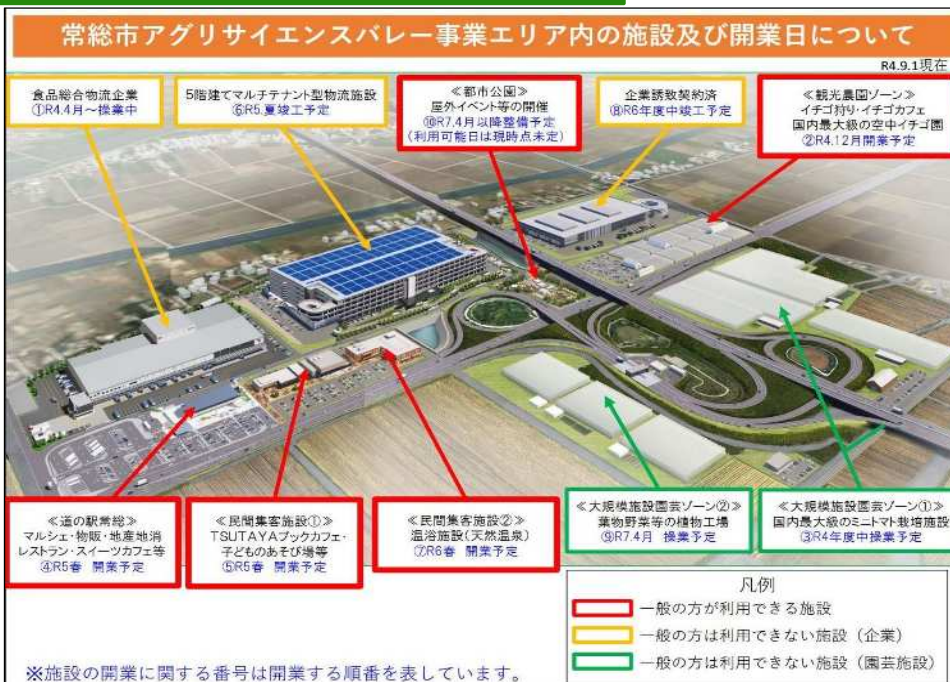 常総市アグリサイエンスバレー事業エリア内の施設及び開業日について
R4.9.1現在
食品総合物流企業
①R4.4月~操業中
5階建てマルチテナント型物流施設
⑥R5.夏竣工予定
≪都市公園≫
屋外イベント等の開催
⑩R7.4月以降整備予定
(利用可能日は現時点未定)
企業誘致契約済
⑧R6年度中竣工予定
≪観光農園ゾーン≫
イチゴ狩り・イチゴカフェ
国内最大級の空中イチゴ園
②R4.12月開業予定
≪道の駅常総≫
マルシェ・物販・地産地消
レストラン・スイーツカフェ等
④R5春 開業予定
≪民間集客施設①≫
TSUTAYAブックカフェ・
子どものあそび場等
⑤R5春 開業予定
≪民間集客施設②≫
温浴施設(天然温泉)
⑦R6春 開業予定
≪大規模施設園芸ゾーン②≫
葉物野菜等の植物工場
⑨R7.4月 操業予定
≪大規模施設園芸ゾーン①≫
国内最大級のミニトマト栽培施設
③R4年度中操業予定
凡例
一般の方が利用できる施設
一般の方は利用できない施設(企業)
一般の方は利用できない施設(園芸施設)
※施設の開業に関する番号は開業する順番を表しています。